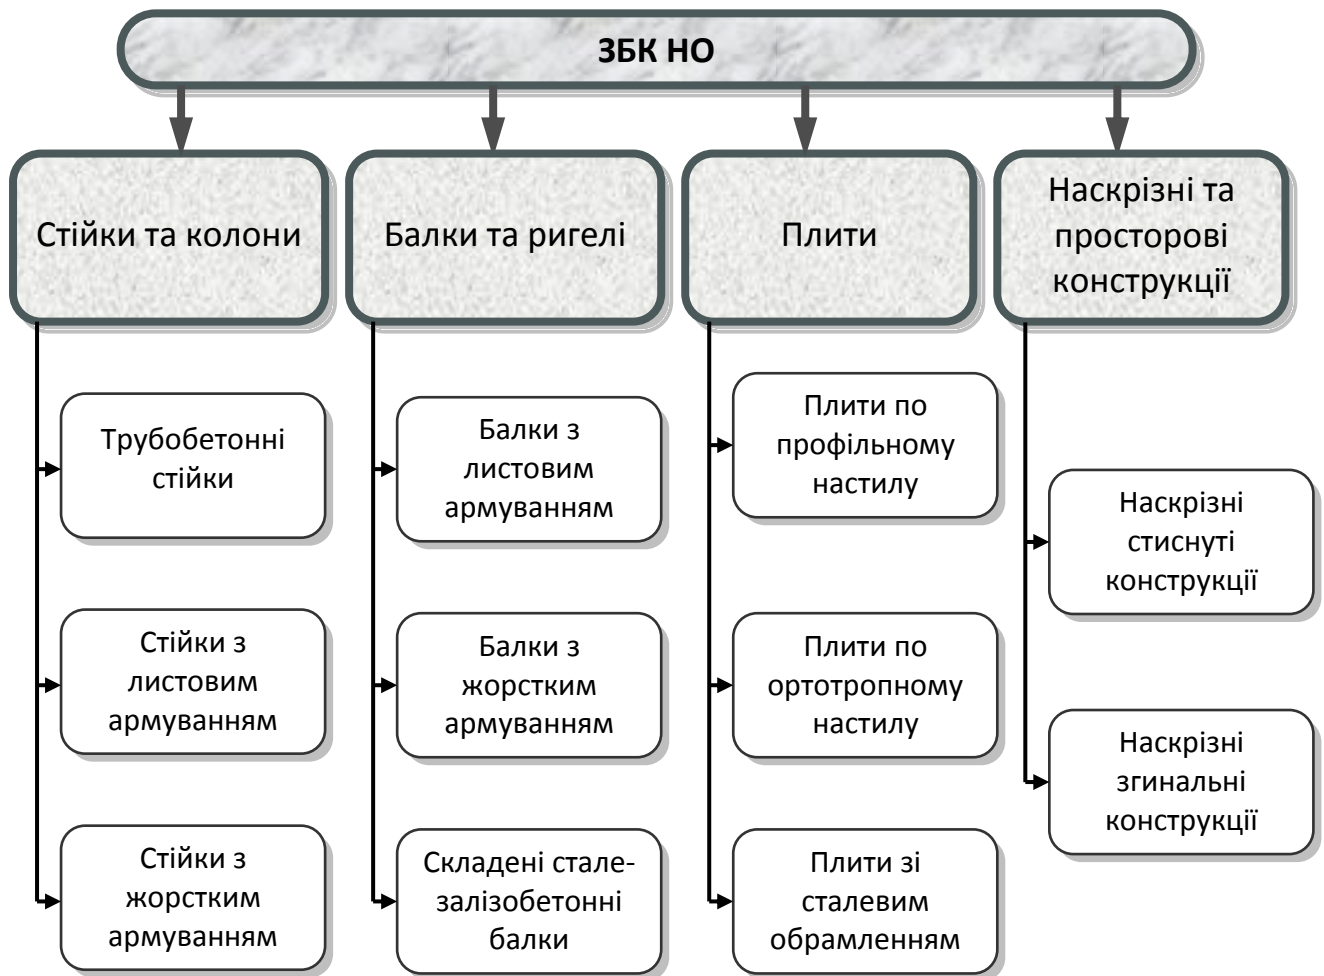 ЗБК НО
Стійки та колони
Балки та ригелі
Плити
Наскрізні та
просторові
конструкції
Трубобетонні
стійки
Стійки з
листовим
армуванням
Стійки з
жорстким
армуванням
Балки з
листовим
армуванням
Балки з
жорстким
армуванням
Складені стале-
залізобетонні
балки
Плити по
профільному
настилу
Плити по
ортотропному
настилу
Плити зі
сталевим
обрамленням
Наскрізні
стиснуті
конструкції
Наскрізні
згинальні
конструкції